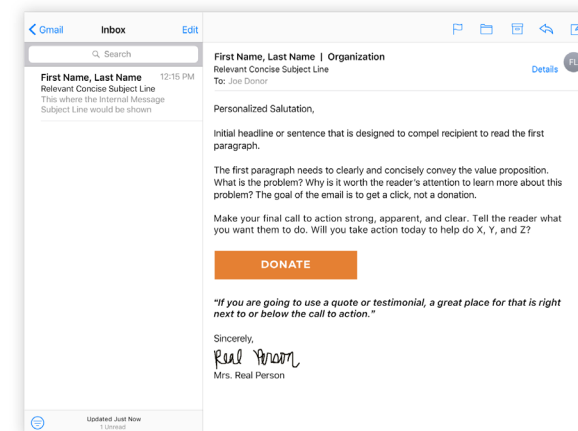 Gmail
Inbox
Edit
Search
First Name, Last Name 12:15 PM
Relevant Concise Subject Line
This where the Internal Message
Subject Line would be shown
Updated Just Now
1 Unread
First Name, Last Name | Organization
Relevant Concise Subject Line
To: Joe Donor
Details
FL
Personalized Salutation,
Initial headline or sentence that is designed to compel recipient to read the first
paragraph.
The first paragraph needs to clearly and concisely convey the value proposition.
What is the problem? Why is it worth the reader's attention to learn more about this
problem? The goal of the email is to get a click, not a donation.
Make your final call to action strong, apparent, and clear. Tell the reader what
you want them to do. Will you take action today to help do X, Y, and Z?
DONATE
"If you are going to use a quote or testimonial, a great place for that is right
next to or below the call to action."
Sincerely,
Real Person
Mrs. Real Person